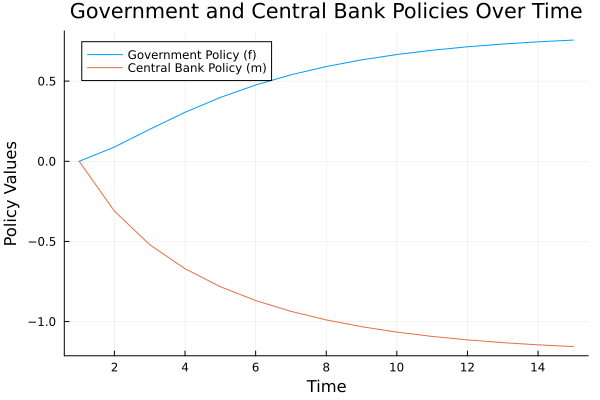 Government and Central Bank Policies Over Time
Government Policy (f)
Central Bank Policy (m)
Policy Values
0.5
0.0
−0.5
−1.0
2 4 6 8 10 12 14
Time